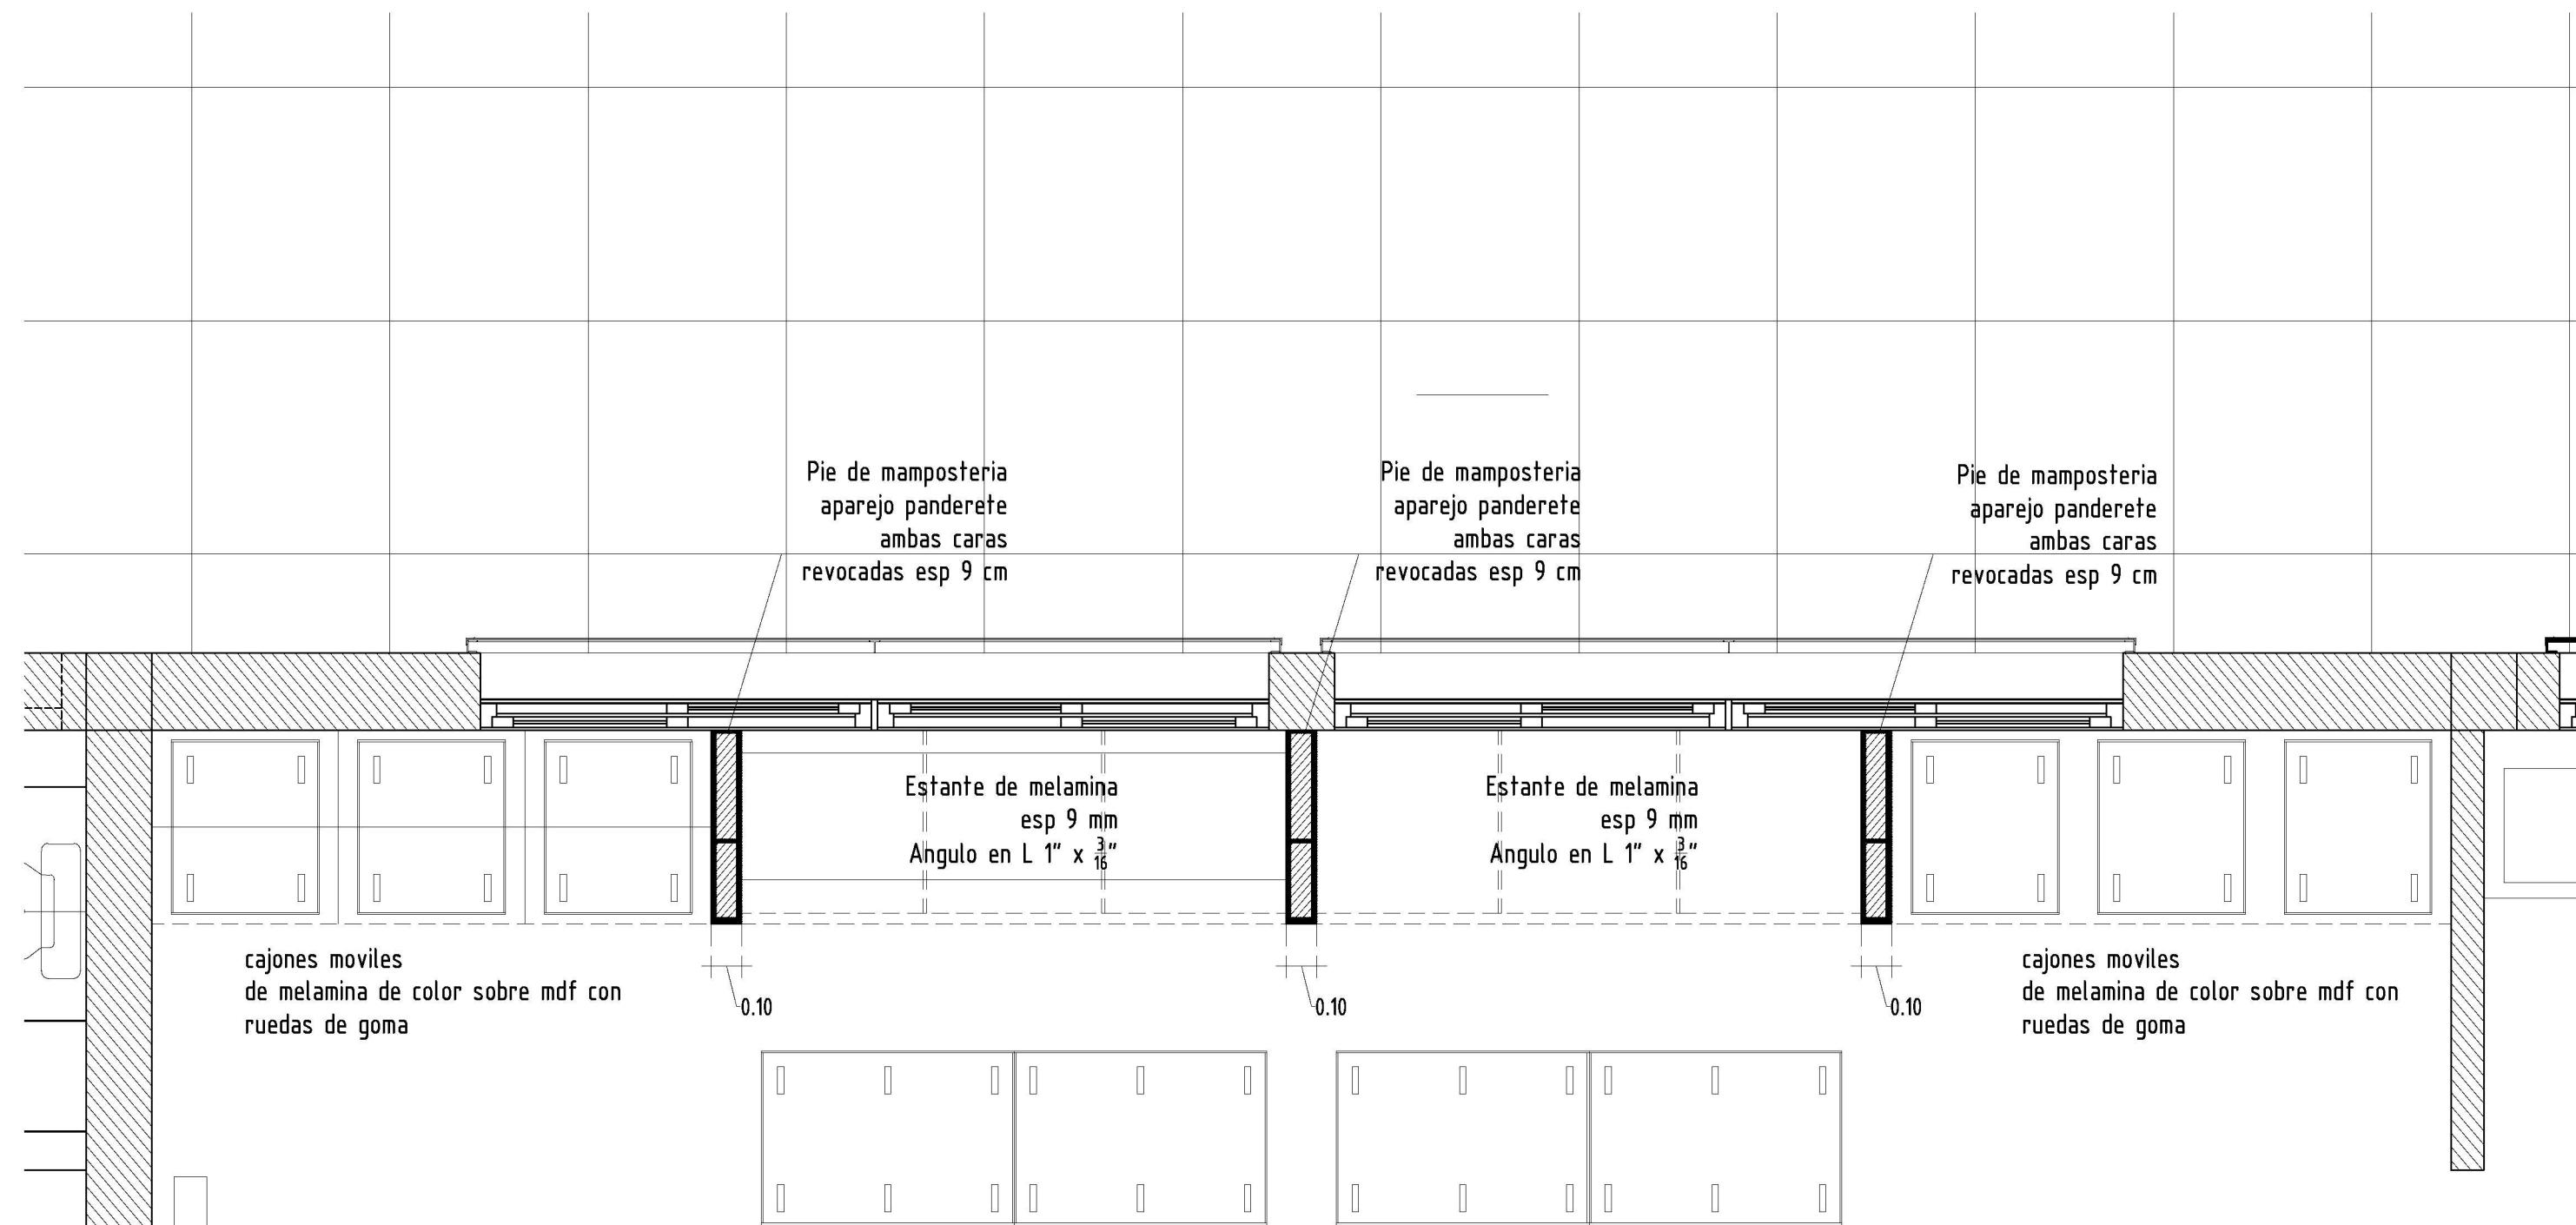 Pie de mamposteria
aparejo panderete
ambas caras
revocadas esp 9 cm
Pie de mamposteria
aparejo panderete
ambas caras
revocadas esp 9 cm
Pie de mamposteria
aparejo panderete
ambas caras
revocadas esp 9 cm
Estante de melamina
esp 9 mm
Angulo en L 1" x 3/16"
Estante de melamina
esp 9 mm
Angulo en L 1" x 3/16"
cajones moviles
de melamina de color sobre mdf con
ruedas de goma
0.10
0.10
0.10
cajones moviles
de melamina de color sobre mdf con
ruedas de goma